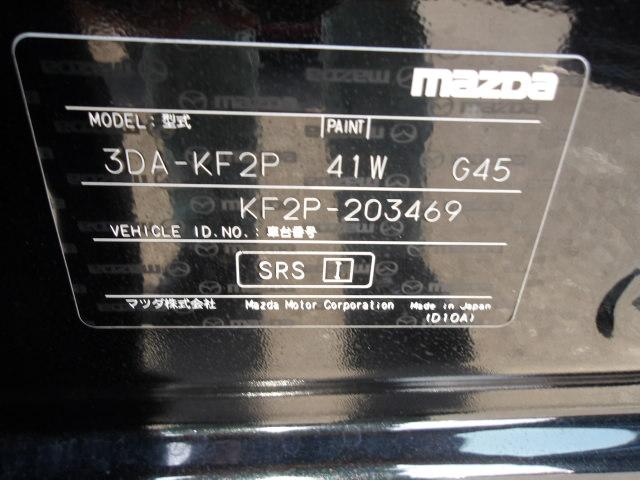 mazda
MODEL: 型式 PAINT
3DA-KF2P 41W G45
KF2P-203469
VEHICLE ID.NO.: 車台番号
SRS I
マツダ株式会社 Mazda Motor Corporation Made in Japan
(D10A)